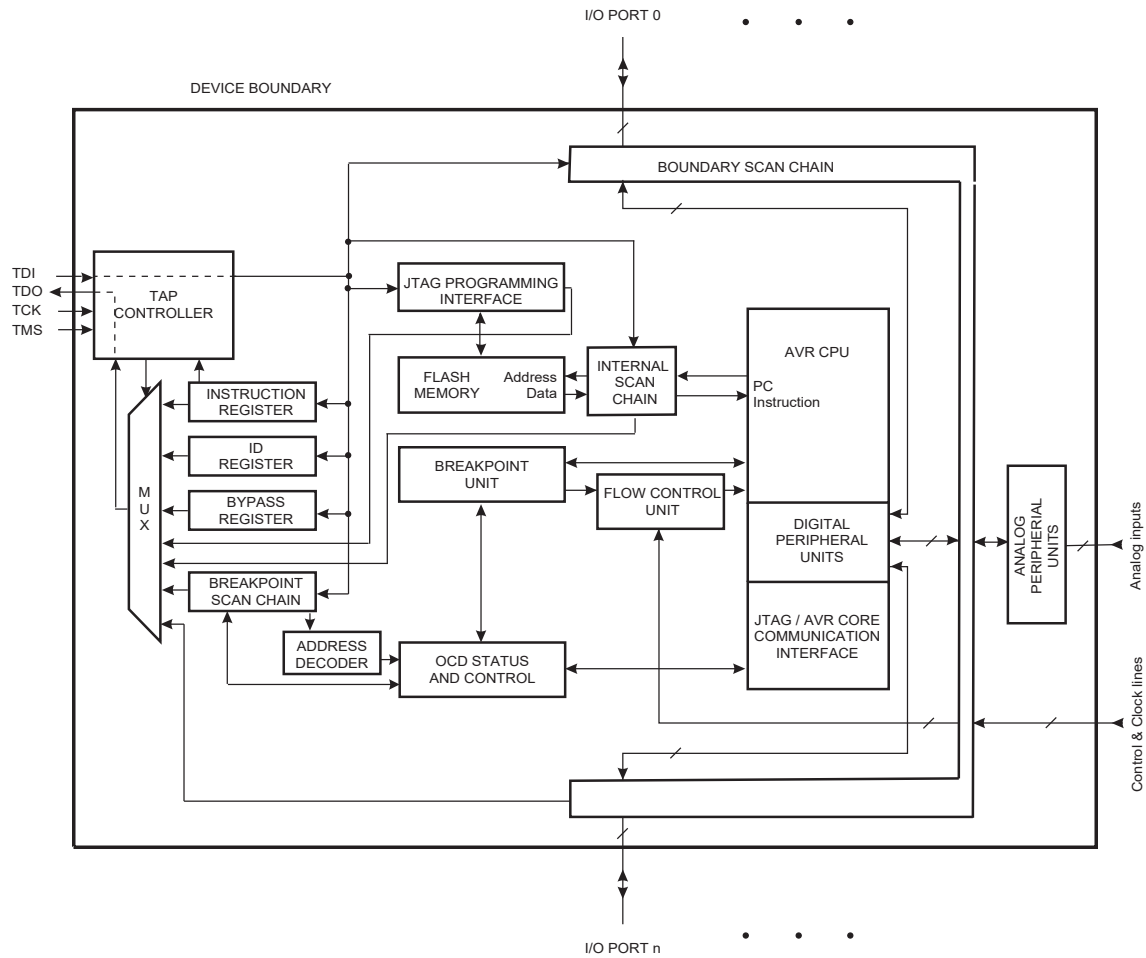 I/O PORT 0
DEVICE BOUNDARY
BOUNDARY SCAN CHAIN
TDI
TDO
TCK
TMS
TAP
CONTROLLER
JTAG PROGRAMMING
INTERFACE
AVR CPU
FLASH
MEMORY
Address
Data
INTERNAL
SCAN
CHAIN
PC
Instruction
INSTRUCTION
REGISTER
ID
REGISTER
BREAKPOINT
UNIT
M
U
X
BYPASS
REGISTER
FLOW CONTROL
UNIT
DIGITAL
PERIPHERAL
UNITS
ANALOG
PERIPHERIAL
UNITS
Analog inputs
BREAKPOINT
SCAN CHAIN
JTAG / AVR CORE
COMMUNICATION
INTERFACE
ADDRESS
DECODER
OCD STATUS
AND CONTROL
Control & Clock lines
I/O PORT n